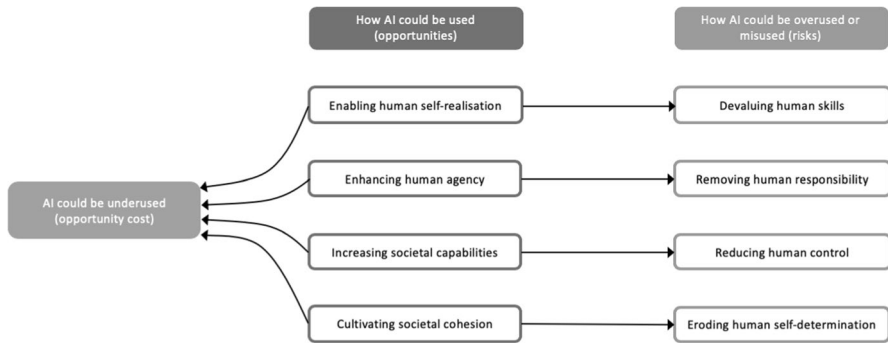 How AI could be used
(opportunities)
How AI could be overused or
misused (risks)
Enabling human self-realisation
Devaluing human skills
Enhancing human agency
Removing human responsibility
AI could be underused
(opportunity cost)
Increasing societal capabilities
Reducing human control
Cultivating societal cohesion
Eroding human self-determination